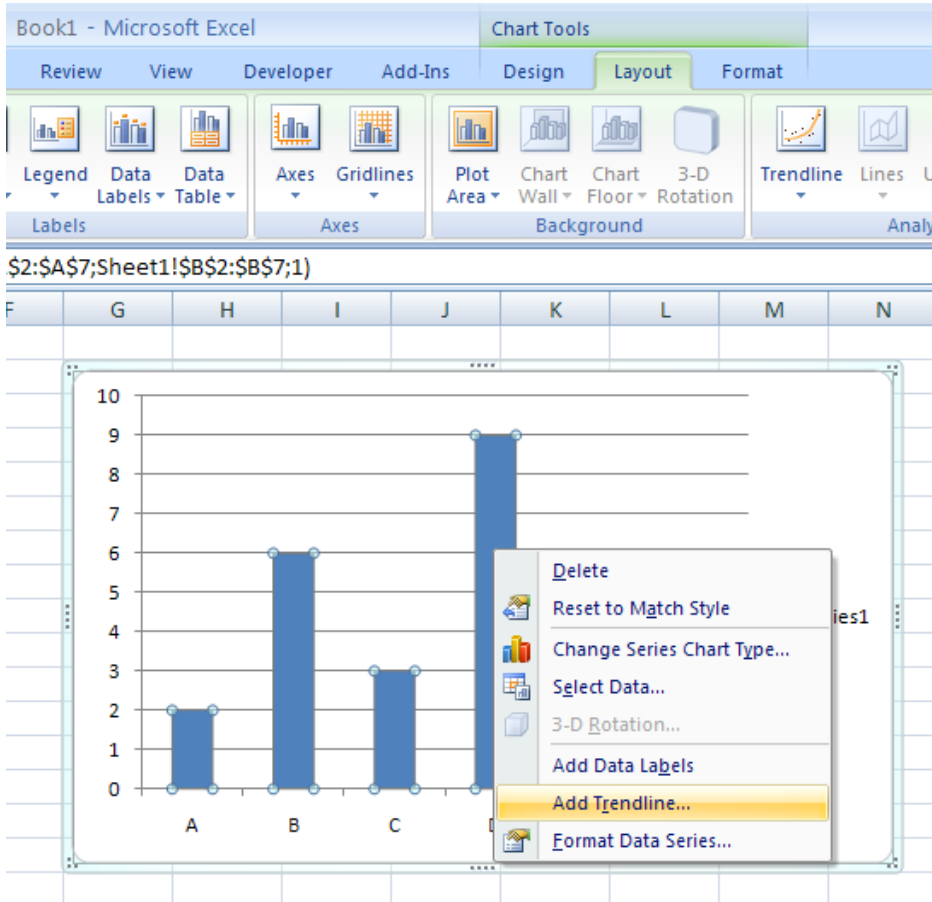 Book1 - Microsoft Excel
Chart Tools
Review View Developer Add-Ins Design Layout Format
Legend Data Labels Data Table Axes Gridlines Plot Area Chart Wall Chart Floor 3-D Rotation Trendline Lines
Labels Axes Background
$2:$A$7;Sheet1!$B$2:$B$7;1)
F G H I J K L M N
10
9
8
7
6
5
4
3
2
1
0
A B C
Delete
Reset to Match Style
Change Series Chart Type...
Select Data...
3-D Rotation...
Add Data Labels
Add Trendline...
Format Data Series...
ies1